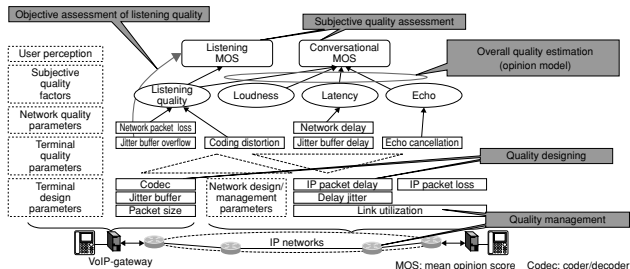 Objective assessment of listening quality
Subjective quality assessment
User perception
Listening
MOS
Conversational
MOS
Overall quality estimation
(opinion model)
Subjective
quality
factors
Listening
quality
Loudness
Latency
Echo
Network quality
parameters
Network packet loss
Network delay
Terminal
quality
parameters
Jitter buffer overflow
Coding distortion
Jitter buffer delay
Echo cancellation
Quality designing
Terminal
design
parameters
Codec
Jitter buffer
Packet size
Network design/
management
parameters
IP packet delay
IP packet loss
Delay jitter
Link utilization
Quality management
IP networks
VoIP-gateway
MOS: mean opinion score Codec: coder/decoder